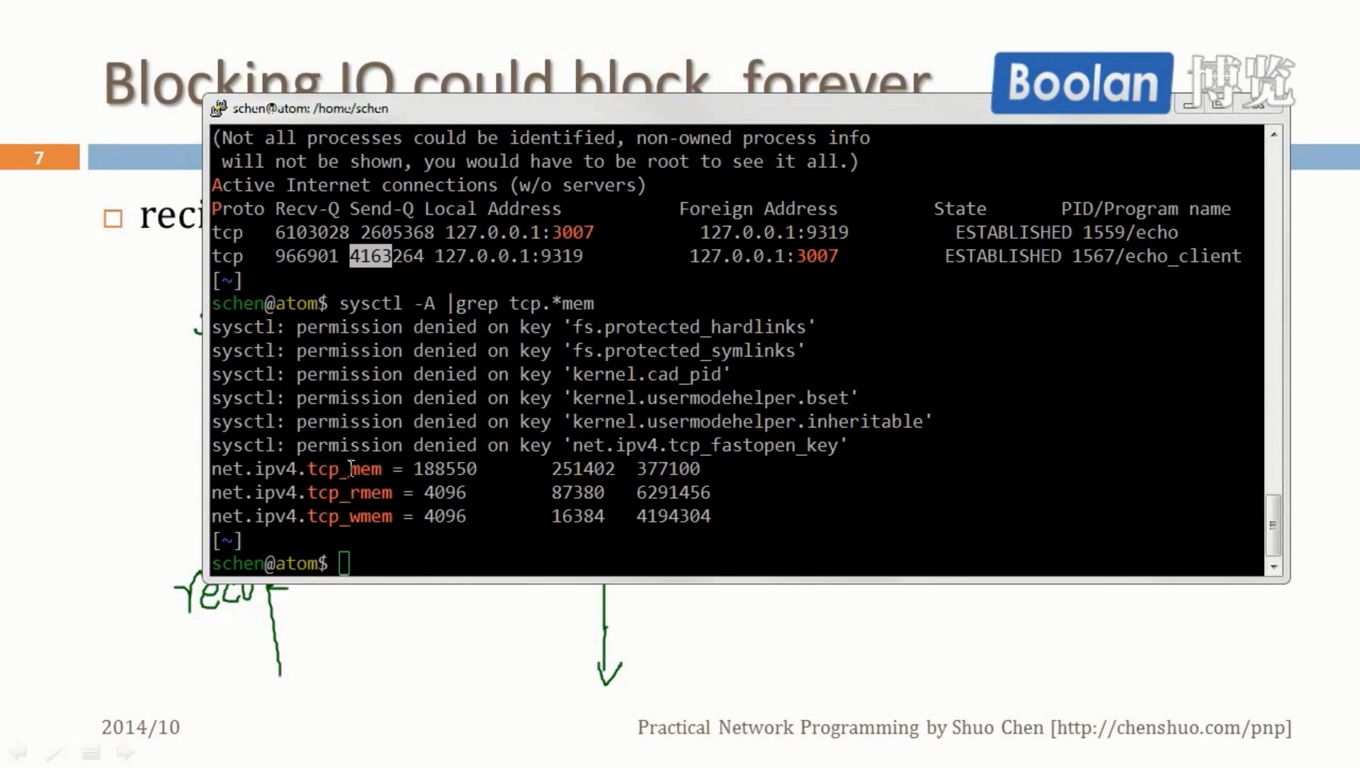 Blocking IO could block forever
Boolan 博览
schen@atom: /home/schen
7
(Not all processes could be identified, non-owned process info
will not be shown, you would have to be root to see it all.)
Active Internet connections (w/o servers)
Proto Recv-Q Send-Q Local Address Foreign Address State PID/Program name
tcp 6103028 2605368 127.0.0.1:3007 127.0.0.1:9319 ESTABLISHED 1559/echo
tcp 966901 4163264 127.0.0.1:9319 127.0.0.1:3007 ESTABLISHED 1567/echo_client
[~]
schen@atom$ sysctl -A |grep tcp.*mem
sysctl: permission denied on key 'fs.protected_hardlinks'
sysctl: permission denied on key 'fs.protected_symlinks'
sysctl: permission denied on key 'kernel.cad_pid'
sysctl: permission denied on key 'kernel.usermodehelper.bset'
sysctl: permission denied on key 'kernel.usermodehelper.inheritable'
sysctl: permission denied on key 'net.ipv4.tcp_fastopen_key'
net.ipv4.tcp_mem = 188550 251402 377100
net.ipv4.tcp_rmem = 4096 87380 6291456
net.ipv4.tcp_wmem = 4096 16384 4194304
[~]
schen@atom$
recv
2014/10
Practical Network Programming by Shuo Chen [http://chenshuo.com/pnp]